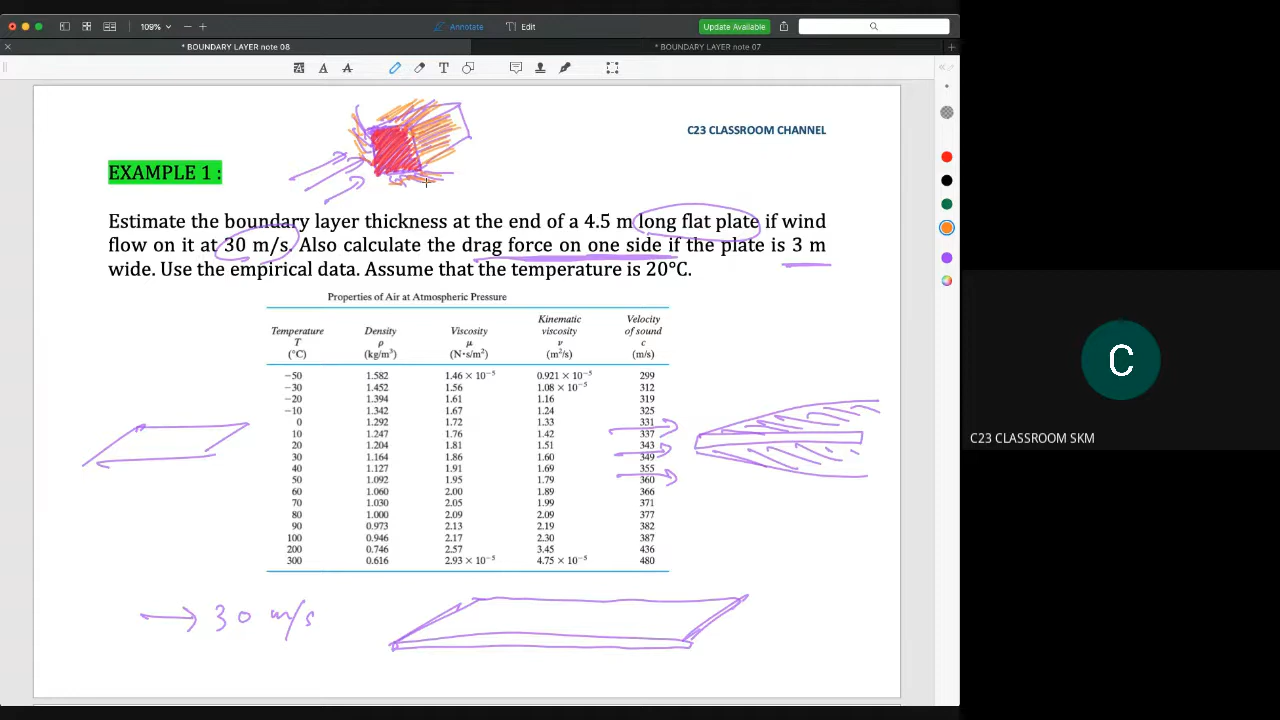 109%
Annotate
Edit
Update Available
* BOUNDARY LAYER note 08
* BOUNDARY LAYER note 07
C23 CLASSROOM CHANNEL
EXAMPLE 1 :
Estimate the boundary layer thickness at the end of a 4.5 m long flat plate if wind
flow on it at 30 m/s. Also calculate the drag force on one side if the plate is 3 m
wide. Use the empirical data. Assume that the temperature is 20°C.
Properties of Air at Atmospheric Pressure
Temperature T (°C) Density ρ (kg/m³) Viscosity μ (N·s/m²) Kinematic viscosity ν (m²/s) Velocity of sound c (m/s)
−50 1.582 1.46 × 10⁻⁵ 0.921 × 10⁻⁵ 299
−30 1.452 1.56 1.08 × 10⁻⁵ 312
−20 1.394 1.61 1.16 319
−10 1.342 1.67 1.24 325
0 1.292 1.72 1.33 331
10 1.247 1.76 1.42 337
20 1.204 1.81 1.51 343
30 1.164 1.86 1.60 349
40 1.127 1.91 1.69 355
50 1.092 1.95 1.79 360
60 1.060 2.00 1.89 366
70 1.030 2.05 1.99 371
80 1.000 2.09 2.09 377
90 0.973 2.13 2.19 382
100 0.946 2.17 2.30 387
200 0.746 2.57 3.45 436
300 0.616 2.93 × 10⁻⁵ 4.75 × 10⁻⁵ 480
30 m/s
C
C23 CLASSROOM SKM